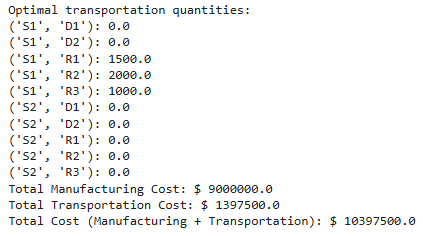 Optimal transportation quantities:
('S1', 'D1'): 0.0
('S1', 'D2'): 0.0
('S1', 'R1'): 1500.0
('S1', 'R2'): 2000.0
('S1', 'R3'): 1000.0
('S2', 'D1'): 0.0
('S2', 'D2'): 0.0
('S2', 'R1'): 0.0
('S2', 'R2'): 0.0
('S2', 'R3'): 0.0
Total Manufacturing Cost: $ 9000000.0
Total Transportation Cost: $ 1397500.0
Total Cost (Manufacturing + Transportation): $ 10397500.0